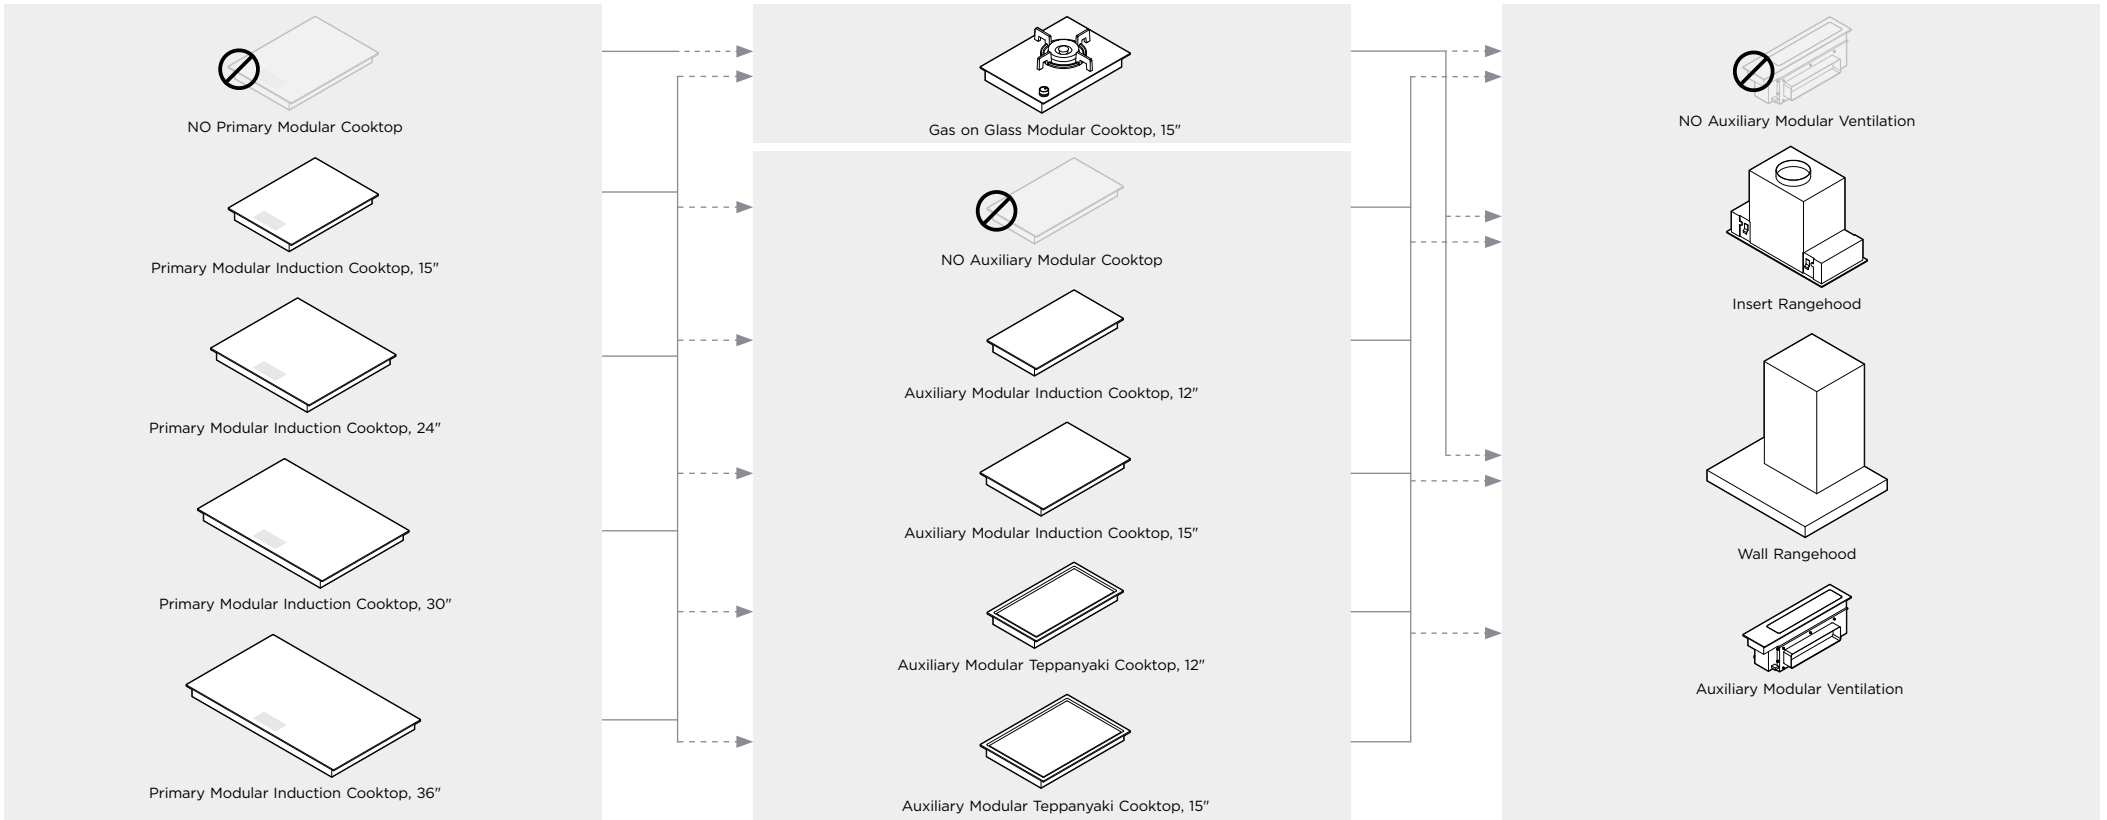 NO Primary Modular Cooktop
Primary Modular Induction Cooktop, 15"
Primary Modular Induction Cooktop, 24"
Primary Modular Induction Cooktop, 30"
Primary Modular Induction Cooktop, 36"
Gas on Glass Modular Cooktop, 15"
NO Auxiliary Modular Cooktop
Auxiliary Modular Induction Cooktop, 12"
Auxiliary Modular Induction Cooktop, 15"
Auxiliary Modular Teppanyaki Cooktop, 12"
Auxiliary Modular Teppanyaki Cooktop, 15"
NO Auxiliary Modular Ventilation
Insert Rangehood
Wall Rangehood
Auxiliary Modular Ventilation